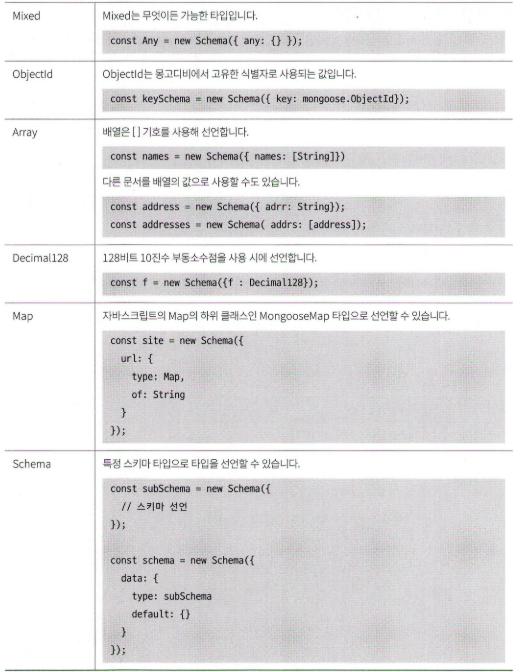 Mixed
Mixed는 무엇이든 가능한 타입입니다.
const Any = new Schema({ any: {} });
ObjectId
ObjectId는 몽고디비에서 고유한 식별자로 사용되는 값입니다.
const keySchema = new Schema({ key: mongoose.ObjectId});
Array
배열은 [ ] 기호를 사용해 선언합니다.
const names = new Schema({ names: [String]})
다른 문서를 배열의 값으로 사용할 수도 있습니다.
const address = new Schema({ adrr: String});
const addresses = new Schema( addrs: [address]);
Decimal128
128비트 10진수 부동소수점을 사용 시에 선언합니다.
const f = new Schema({f : Decimal128});
Map
자바스크립트의 Map의 하위 클래스인 MongooseMap 타입으로 선언할 수 있습니다.
const site = new Schema({
url: {
type: Map,
of: String
}
});
Schema
특정 스키마 타입으로 타입을 선언할 수 있습니다.
const subSchema = new Schema({
// 스키마 선언
});
const schema = new Schema({
data: {
type: subSchema
default: {}
}
});